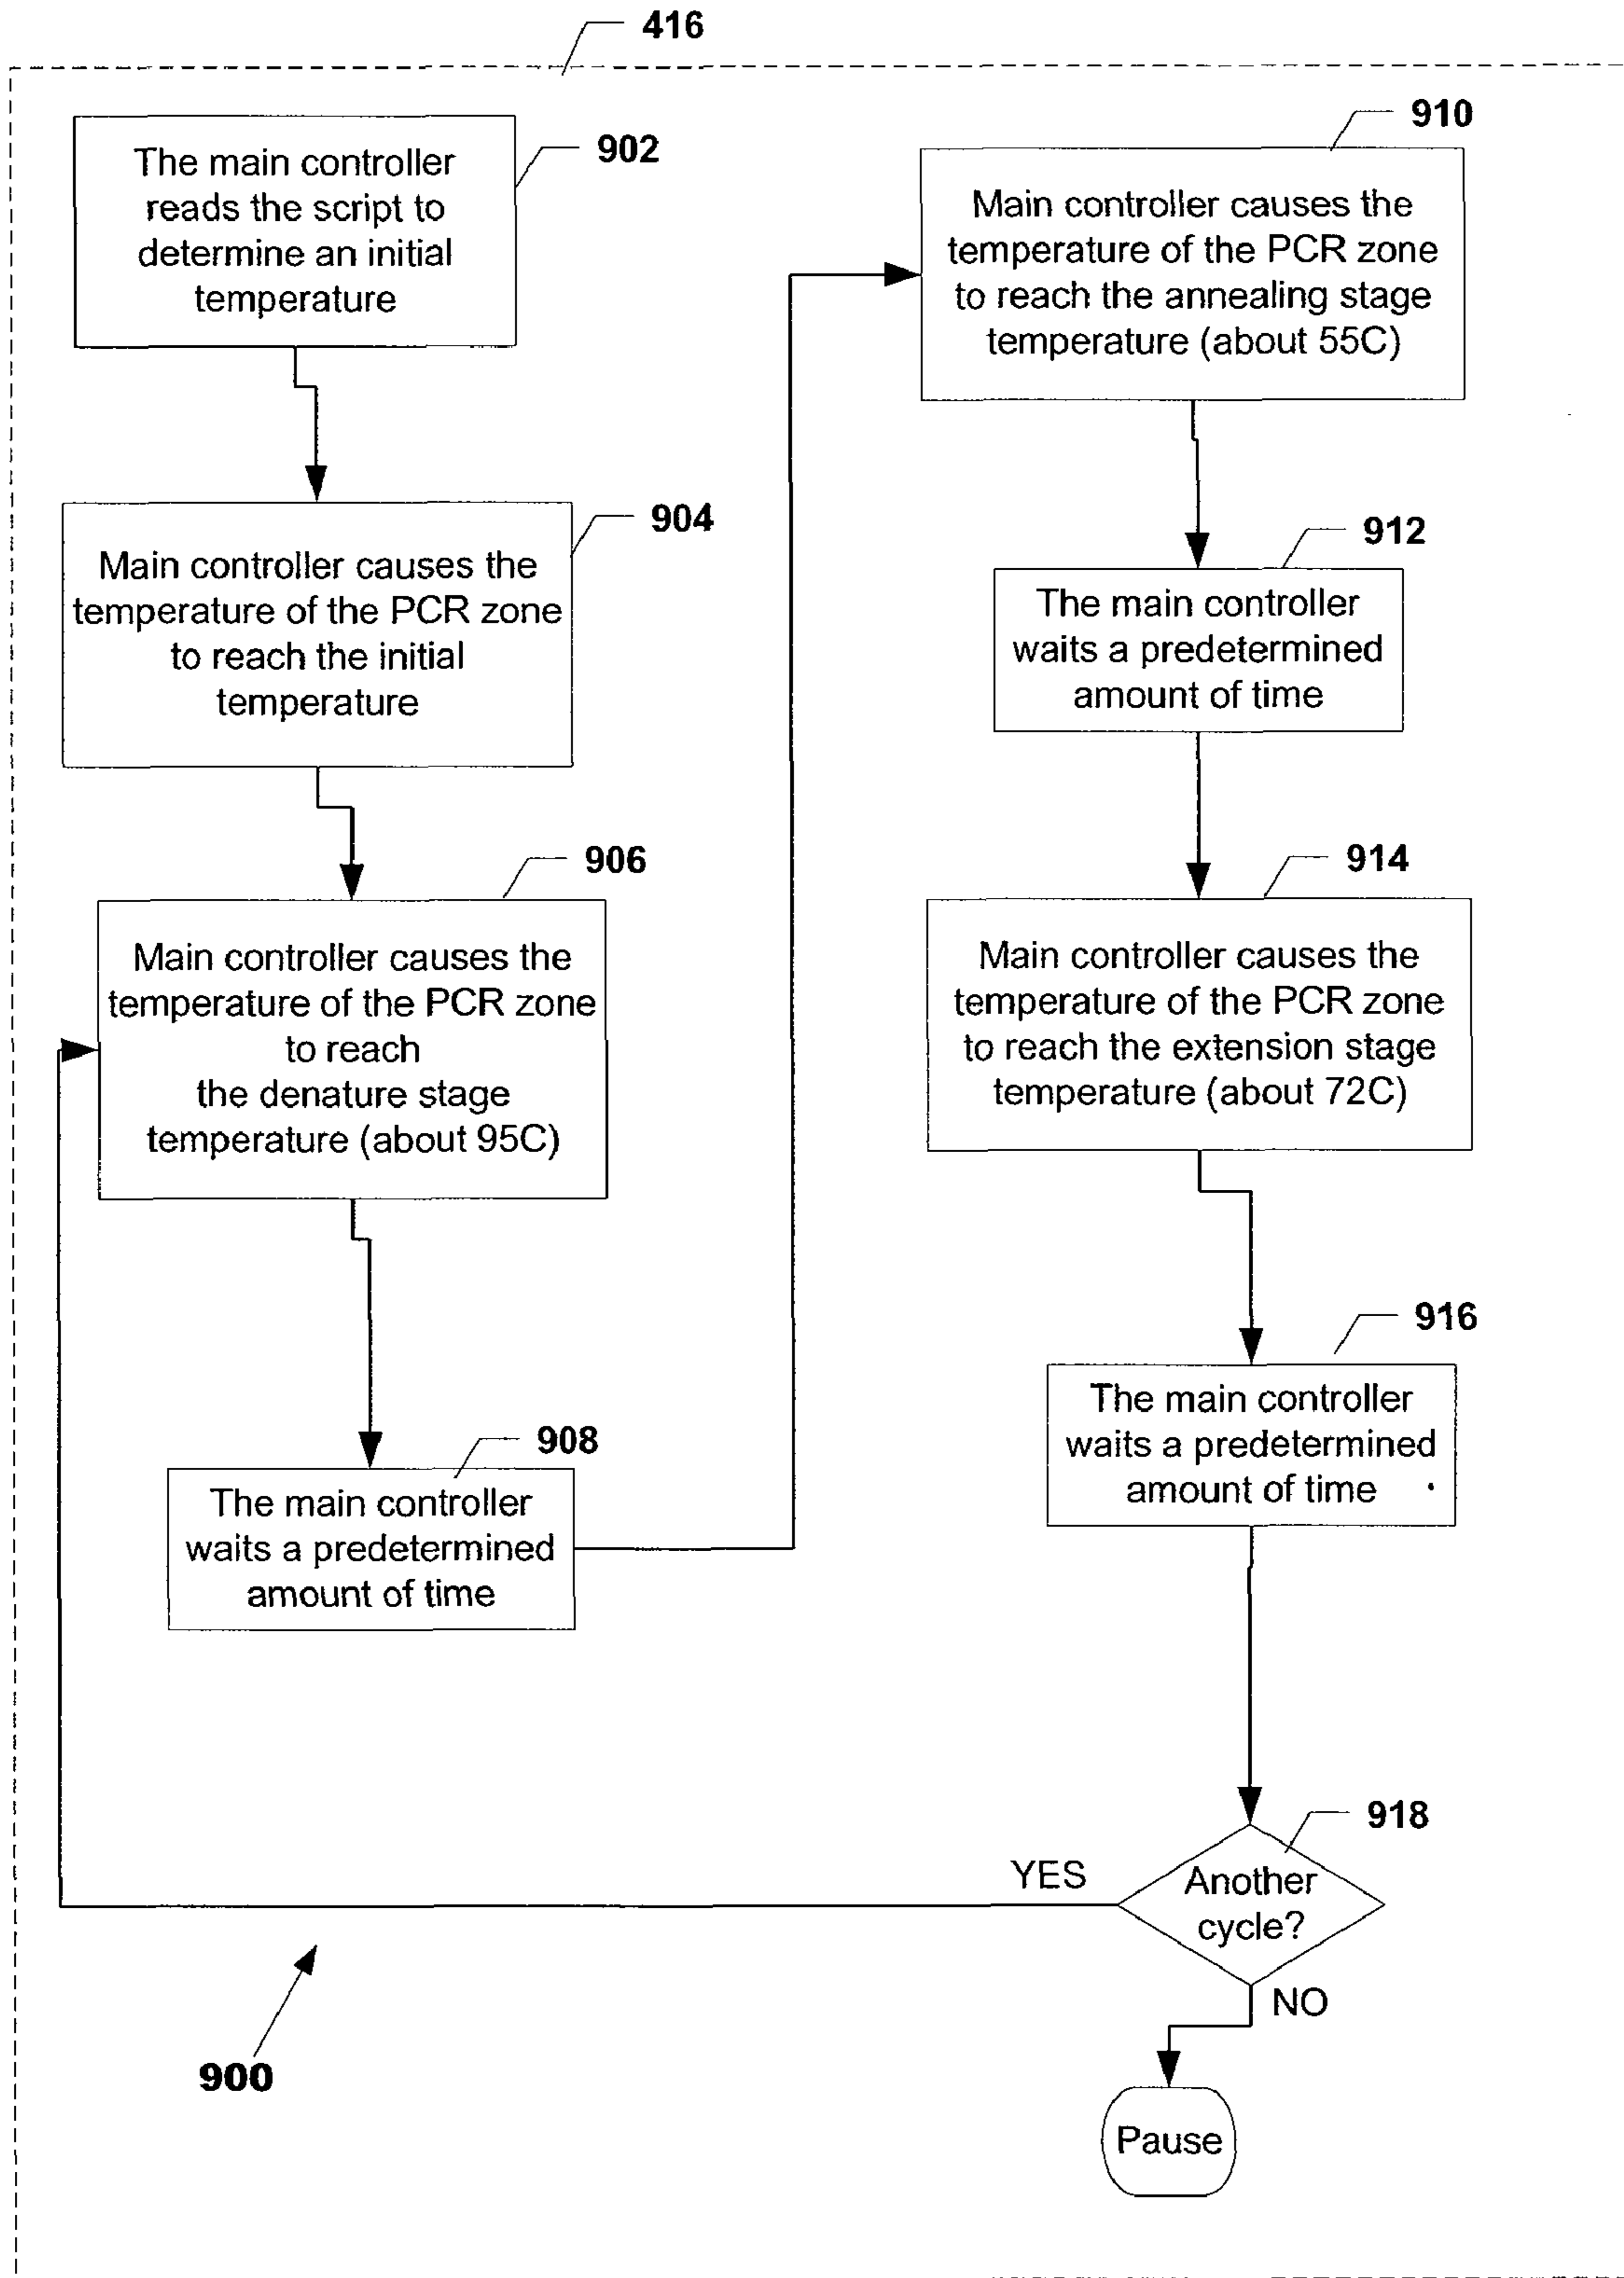 416
The main controller
reads the script to
determine an initial
temperature
902
Main controller causes the
temperature of the PCR zone
to reach the initial
temperature
904
Main controller causes the
temperature of the PCR zone
to reach
the denature stage
temperature (about 95C)
906
The main controller
waits a predetermined
amount of time
908
Main controller causes the
temperature of the PCR zone
to reach the annealing stage
temperature (about 55C)
910
The main controller
waits a predetermined
amount of time
912
Main controller causes the
temperature of the PCR zone
to reach the extension stage
temperature (about 72C)
914
The main controller
waits a predetermined
amount of time
916
Another
cycle?
918
YES
NO
Pause
900